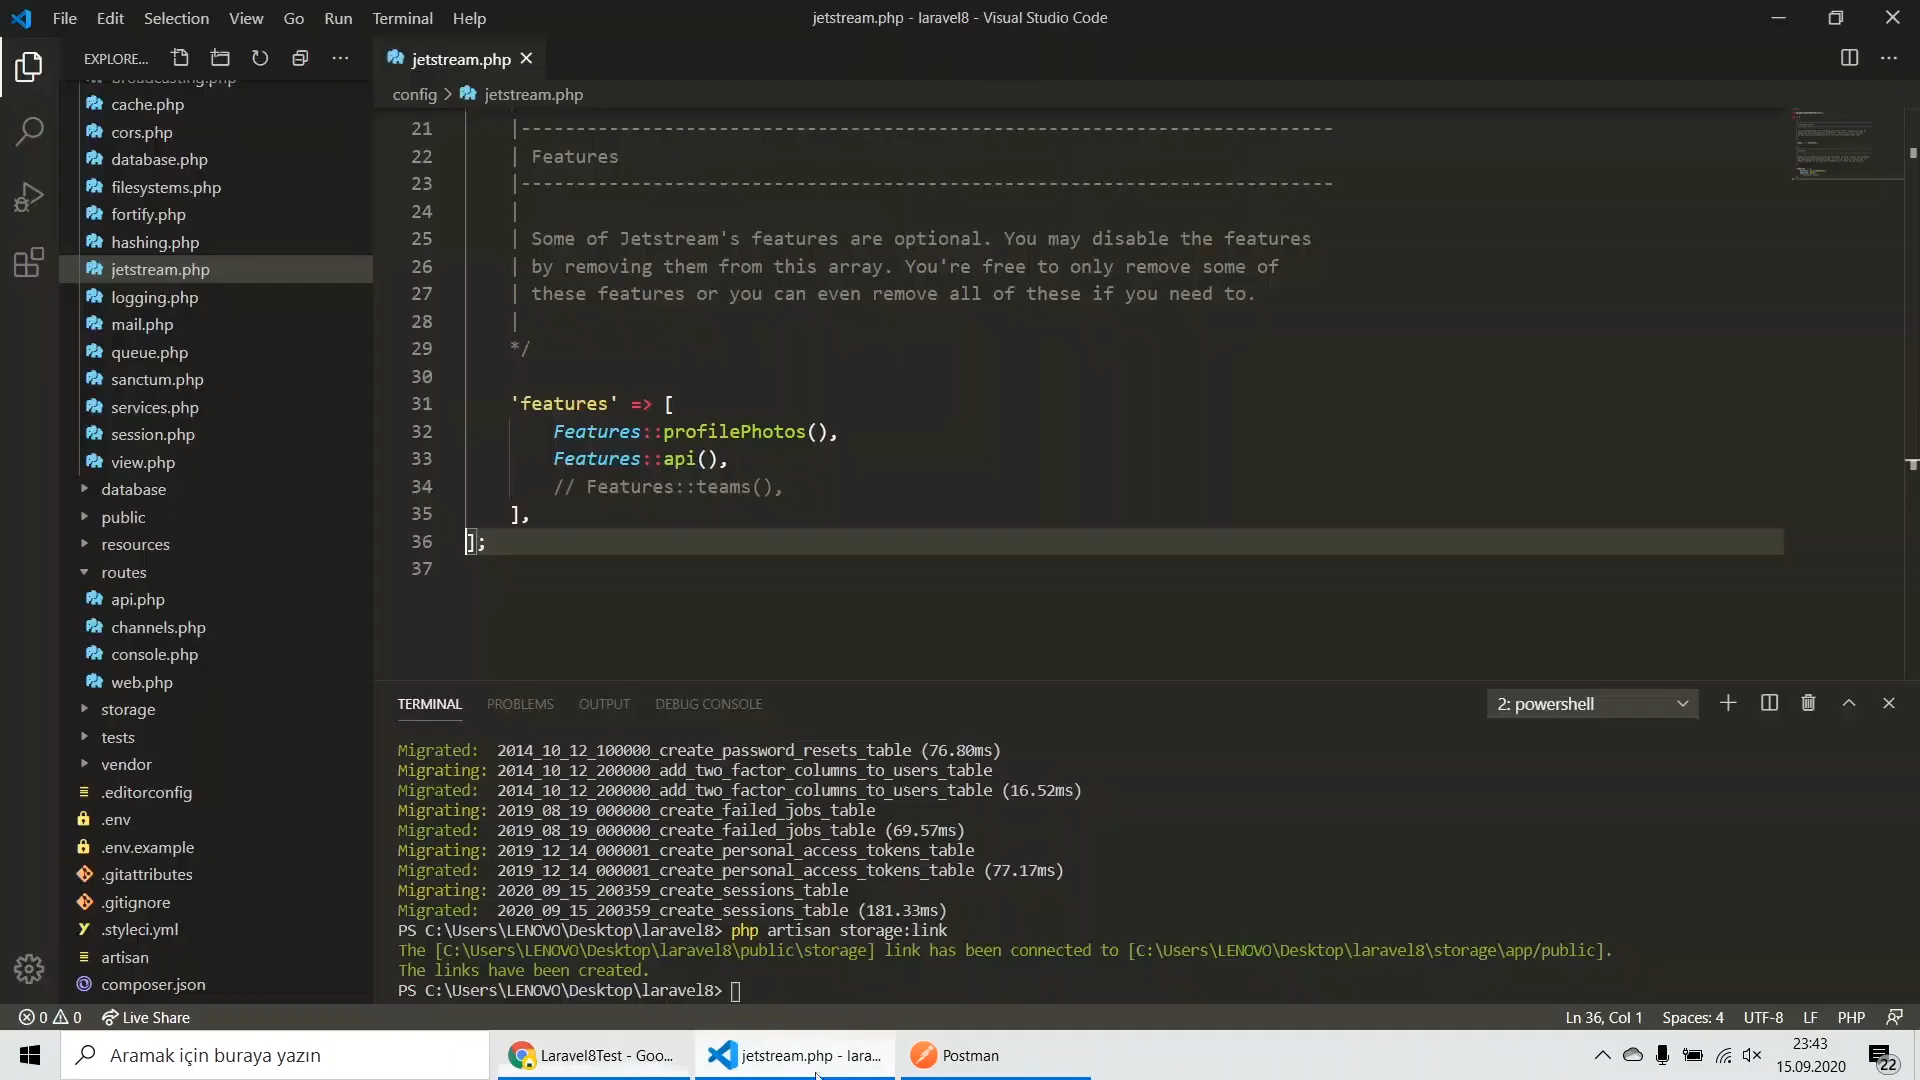 File Edit Selection View Go Run Terminal Help
jetstream.php - laravel8 - Visual Studio Code
EXPLORE...
jetstream.php
config > jetstream.php
broadcasting.php
cache.php
cors.php
database.php
filesystems.php
fortify.php
hashing.php
jetstream.php
logging.php
mail.php
queue.php
sanctum.php
services.php
session.php
view.php
database
public
resources
routes
api.php
channels.php
console.php
web.php
storage
tests
vendor
.editorconfig
.env
.env.example
.gitattributes
.gitignore
.styleci.yml
artisan
composer.json
21 |--------------------------------------------------------------------------
22 | Features
23 |--------------------------------------------------------------------------
24 |
25 | Some of Jetstream's features are optional. You may disable the features
26 | by removing them from this array. You're free to only remove some of
27 | these features or you can even remove all of these if you need to.
28 |
29 */
30
31 'features' => [
32 Features::profilePhotos(),
33 Features::api(),
34 // Features::teams(),
35 ],
36 ];
37
TERMINAL PROBLEMS OUTPUT DEBUG CONSOLE
2: powershell
Migrated: 2014_10_12_100000_create_password_resets_table (76.80ms)
Migrating: 2014_10_12_200000_add_two_factor_columns_to_users_table
Migrated: 2014_10_12_200000_add_two_factor_columns_to_users_table (16.52ms)
Migrating: 2019_08_19_000000_create_failed_jobs_table
Migrated: 2019_08_19_000000_create_failed_jobs_table (69.57ms)
Migrating: 2019_12_14_000001_create_personal_access_tokens_table
Migrated: 2019_12_14_000001_create_personal_access_tokens_table (77.17ms)
Migrating: 2020_09_15_200359_create_sessions_table
Migrated: 2020_09_15_200359_create_sessions_table (181.33ms)
PS C:\Users\LENOVO\Desktop\laravel8> php artisan storage:link
The [C:\Users\LENOVO\Desktop\laravel8\public\storage] link has been connected to [C:\Users\LENOVO\Desktop\laravel8\storage\app/public].
The links have been created.
PS C:\Users\LENOVO\Desktop\laravel8>
0 0 Live Share
Ln 36, Col 1 Spaces: 4 UTF-8 LF PHP
Aramak için buraya yazın
Laravel8Test - Goo...
jetstream.php - lara...
Postman
23:43
15.09.2020
22